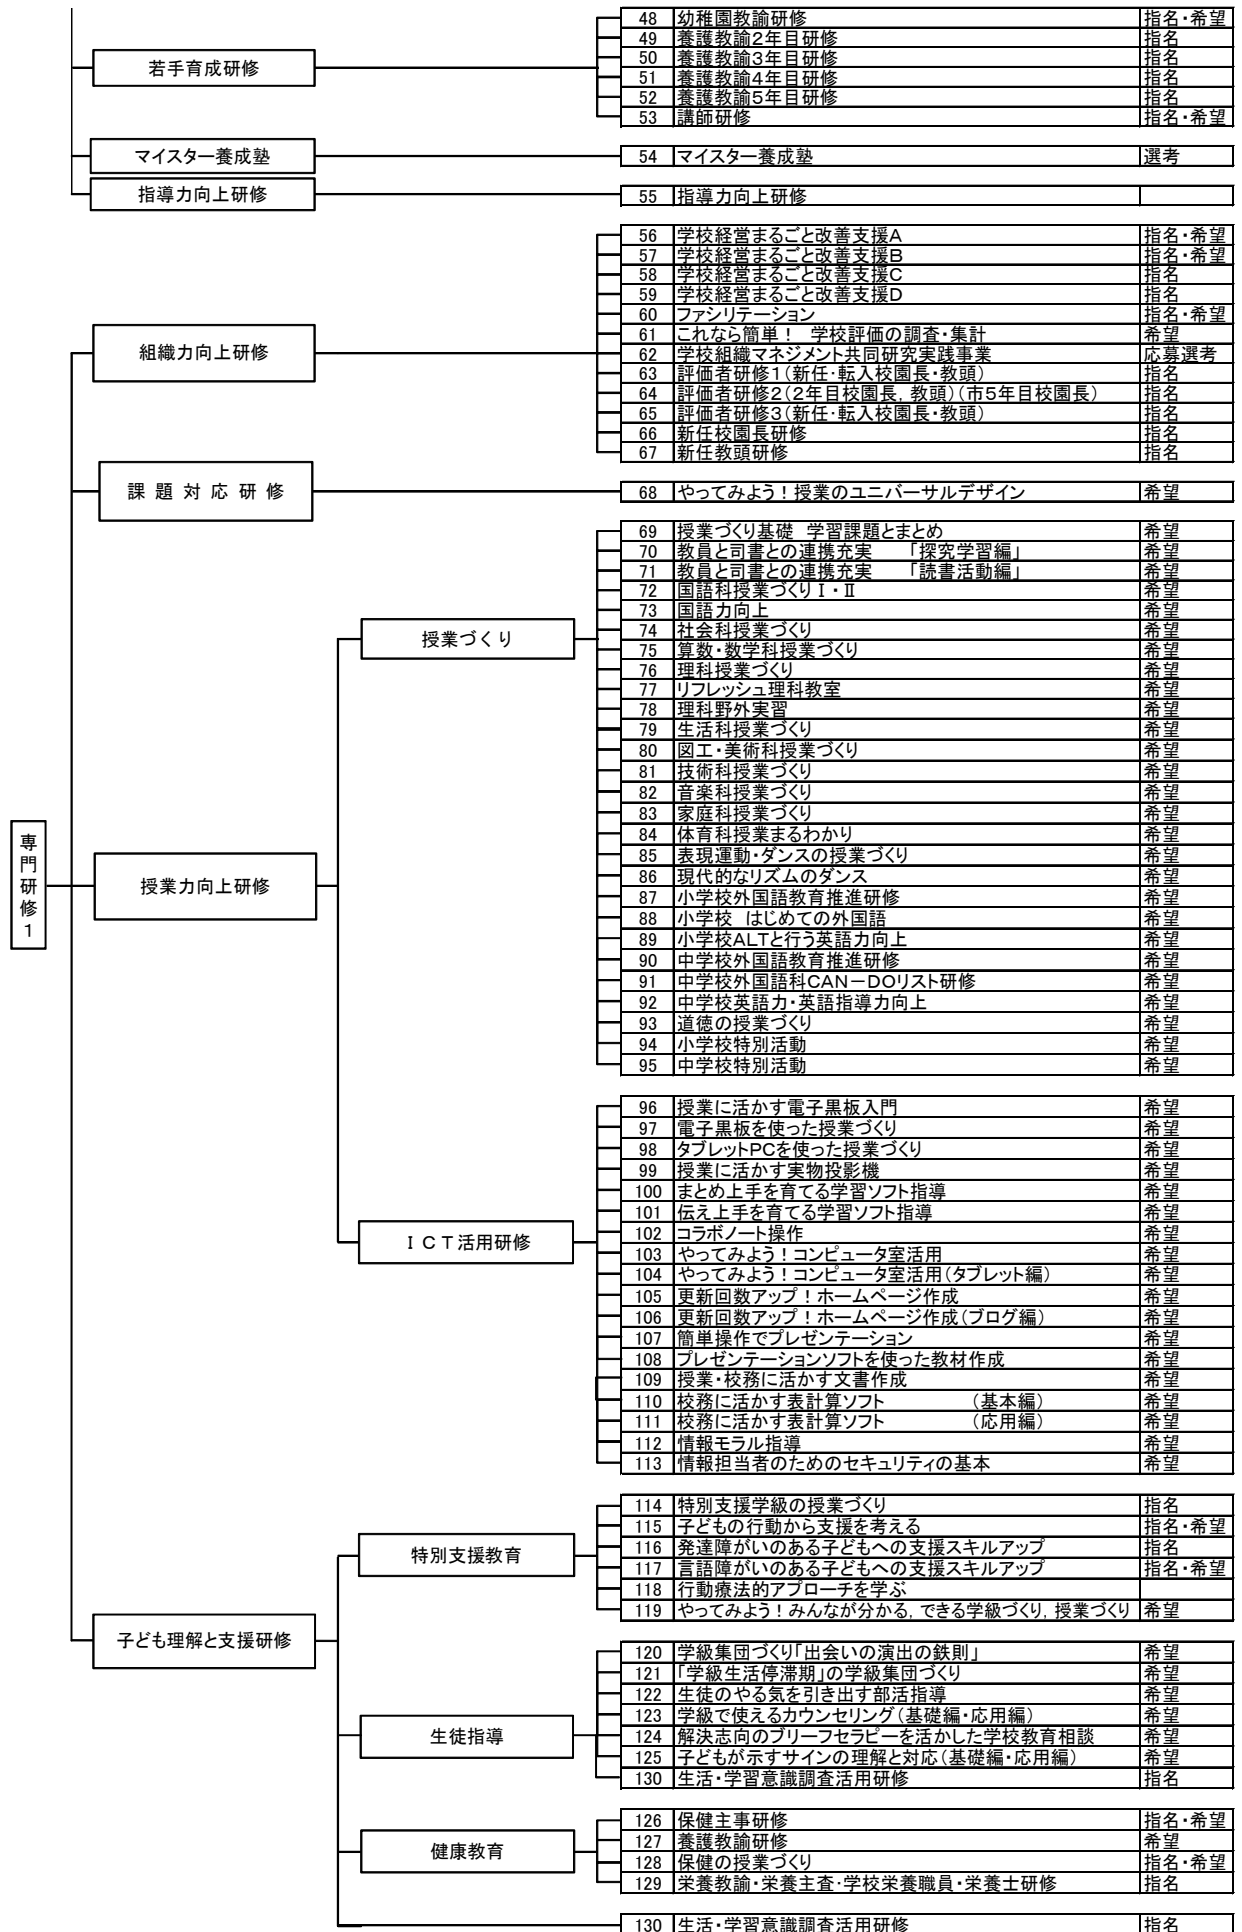 若手育成研修
48 幼稚園教諭研修 指名・希望
49 養護教諭2年目研修 指名
50 養護教諭3年目研修 指名
51 養護教諭4年目研修 指名
52 養護教諭5年目研修 指名
53 講師研修 指名・希望
マイスター養成塾
54 マイスター養成塾 選考
指導力向上研修
55 指導力向上研修
専門研修1
組織力向上研修
56 学校経営まるごと改善支援A 指名・希望
57 学校経営まるごと改善支援B 指名・希望
58 学校経営まるごと改善支援C 指名
59 学校経営まるごと改善支援D 指名
60 ファシリテーション 指名・希望
61 これなら簡単! 学校評価の調査・集計 希望
62 学校組織マネジメント共同研究実践事業 応募選考
63 評価者研修1(新任・転入校園長・教頭) 指名
64 評価者研修2(2年目校園長,教頭)(市5年目校園長) 指名
65 評価者研修3(新任・転入校園長・教頭) 指名
66 新任校園長研修 指名
67 新任教頭研修 指名
課題対応研修
68 やってみよう!授業のユニバーサルデザイン 希望
授業力向上研修
授業づくり
69 授業づくり基礎 学習課題とまとめ 希望
70 教員と司書との連携充実 「探究学習編」 希望
71 教員と司書との連携充実 「読書活動編」 希望
72 国語科授業づくりⅠ・Ⅱ 希望
73 国語力向上 希望
74 社会科授業づくり 希望
75 算数・数学科授業づくり 希望
76 理科授業づくり 希望
77 リフレッシュ理科教室 希望
78 理科野外実習 希望
79 生活科授業づくり 希望
80 図工・美術科授業づくり 希望
81 技術科授業づくり 希望
82 音楽科授業づくり 希望
83 家庭科授業づくり 希望
84 体育科授業まるわかり 希望
85 表現運動・ダンスの授業づくり 希望
86 現代的なリズムのダンス 希望
87 小学校外国語教育推進研修 希望
88 小学校 はじめての外国語 希望
89 小学校ALTと行う英語力向上 希望
90 中学校外国語教育推進研修 希望
91 中学校外国語科CAN-DOリスト研修 希望
92 中学校英語力・英語指導力向上 希望
93 道徳の授業づくり 希望
94 小学校特別活動 希望
95 中学校特別活動 希望
ICT活用研修
96 授業に活かす電子黒板入門 希望
97 電子黒板を使った授業づくり 希望
98 タブレットPCを使った授業づくり 希望
99 授業に活かす実物投影機 希望
100 まとめ上手を育てる学習ソフト指導 希望
101 伝え上手を育てる学習ソフト指導 希望
102 コラボノート操作 希望
103 やってみよう!コンピュータ室活用 希望
104 やってみよう!コンピュータ室活用(タブレット編) 希望
105 更新回数アップ!ホームページ作成 希望
106 更新回数アップ!ホームページ作成(ブログ編) 希望
107 簡単操作でプレゼンテーション 希望
108 プレゼンテーションソフトを使った教材作成 希望
109 授業・校務に活かす文書作成 希望
110 校務に活かす表計算ソフト (基本編) 希望
111 校務に活かす表計算ソフト (応用編) 希望
112 情報モラル指導 希望
113 情報担当者のためのセキュリティの基本 希望
子ども理解と支援研修
特別支援教育
114 特別支援学級の授業づくり 指名
115 子どもの行動から支援を考える 指名・希望
116 発達障がいのある子どもへの支援スキルアップ 指名
117 言語障がいのある子どもへの支援スキルアップ 指名・希望
118 行動療法的アプローチを学ぶ
119 やってみよう!みんなが分かる,できる学級づくり,授業づくり 希望
生徒指導
120 学級集団づくり「出会いの演出の鉄則」 希望
121 「学級生活停滞期」の学級集団づくり 希望
122 生徒のやる気を引き出す部活指導 希望
123 学級で使えるカウンセリング(基礎編・応用編) 希望
124 解決志向のブリーフセラピーを活かした学校教育相談 希望
125 子どもが示すサインの理解と対応(基礎編・応用編) 希望
130 生活・学習意識調査活用研修 指名
健康教育
126 保健主事研修 指名・希望
127 養護教諭研修 希望
128 保健の授業づくり 指名・希望
129 栄養教諭・栄養主査・学校栄養職員・栄養士研修 指名
130 生活・学習意識調査活用研修 指名